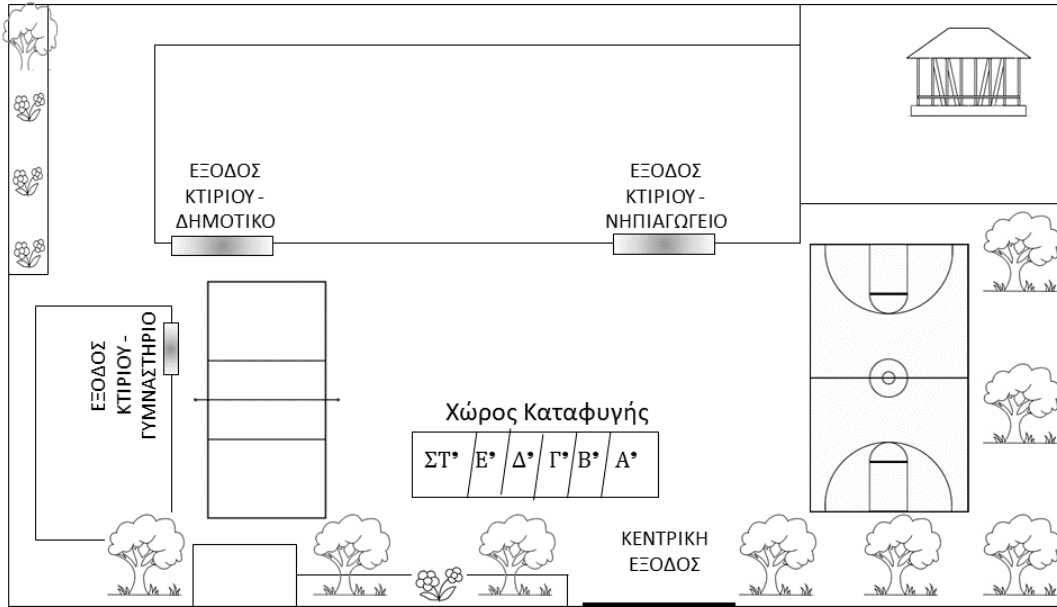 ΕΞΟΔΟΣ
ΚΤΙΡΙΟΥ -
ΔΗΜΟΤΙΚΟ
ΕΞΟΔΟΣ
ΚΤΙΡΙΟΥ -
ΝΗΠΙΑΓΩΓΕΙΟ
ΕΞΟΔΟΣ
ΚΤΙΡΙΟΥ -
ΓΥΜΝΑΣΤΗΡΙΟ
Χώρος Καταφυγής
ΣΤ’ Ε’ Δ’ Γ’ Β’ Α’
ΚΕΝΤΡΙΚΗ
ΕΞΟΔΟΣ